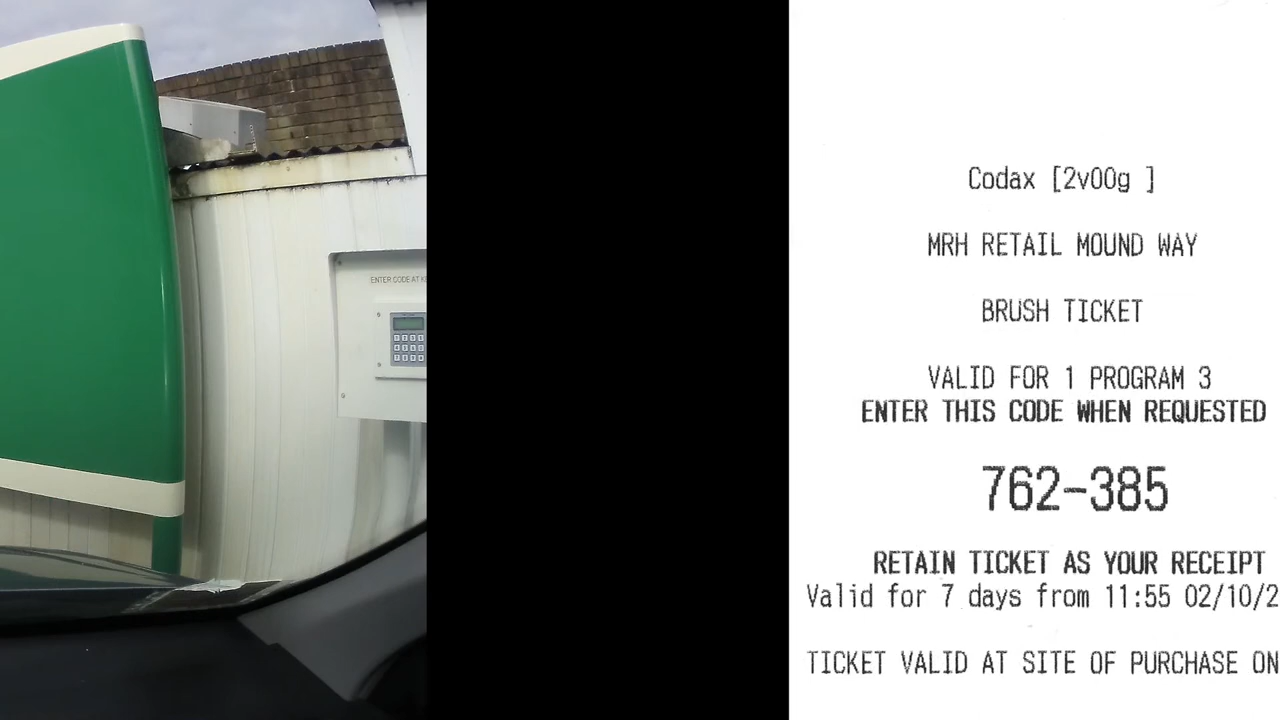 ENTER CODE AT
Codax [2v00g ]
MRH RETAIL MOUND WAY
BRUSH TICKET
VALID FOR 1 PROGRAM 3
ENTER THIS CODE WHEN REQUESTED
762-385
RETAIN TICKET AS YOUR RECEIPT
Valid for 7 days from 11:55 02/10/2
TICKET VALID AT SITE OF PURCHASE ON